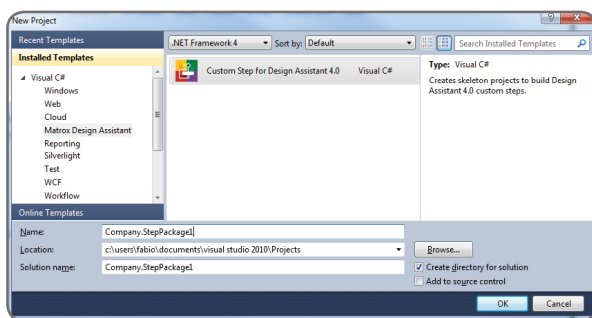 New Project
Recent Templates
.NET Framework 4
Sort by: Default
Search Installed Templates
Installed Templates
Visual C#
Windows
Web
Cloud
Matrox Design Assistant
Reporting
Silverlight
Test
WCF
Workflow
Online Templates
Custom Step for Design Assistant 4.0 Visual C#
Type: Visual C#
Creates skeleton projects to build Design
Assistant 4.0 custom steps.
Name: Company.StepPackage1
Location: c:\users\fabio\documents\visual studio 2010\Projects
Browse...
Solution name: Company.StepPackage1
Create directory for solution
Add to source control
OK Cancel